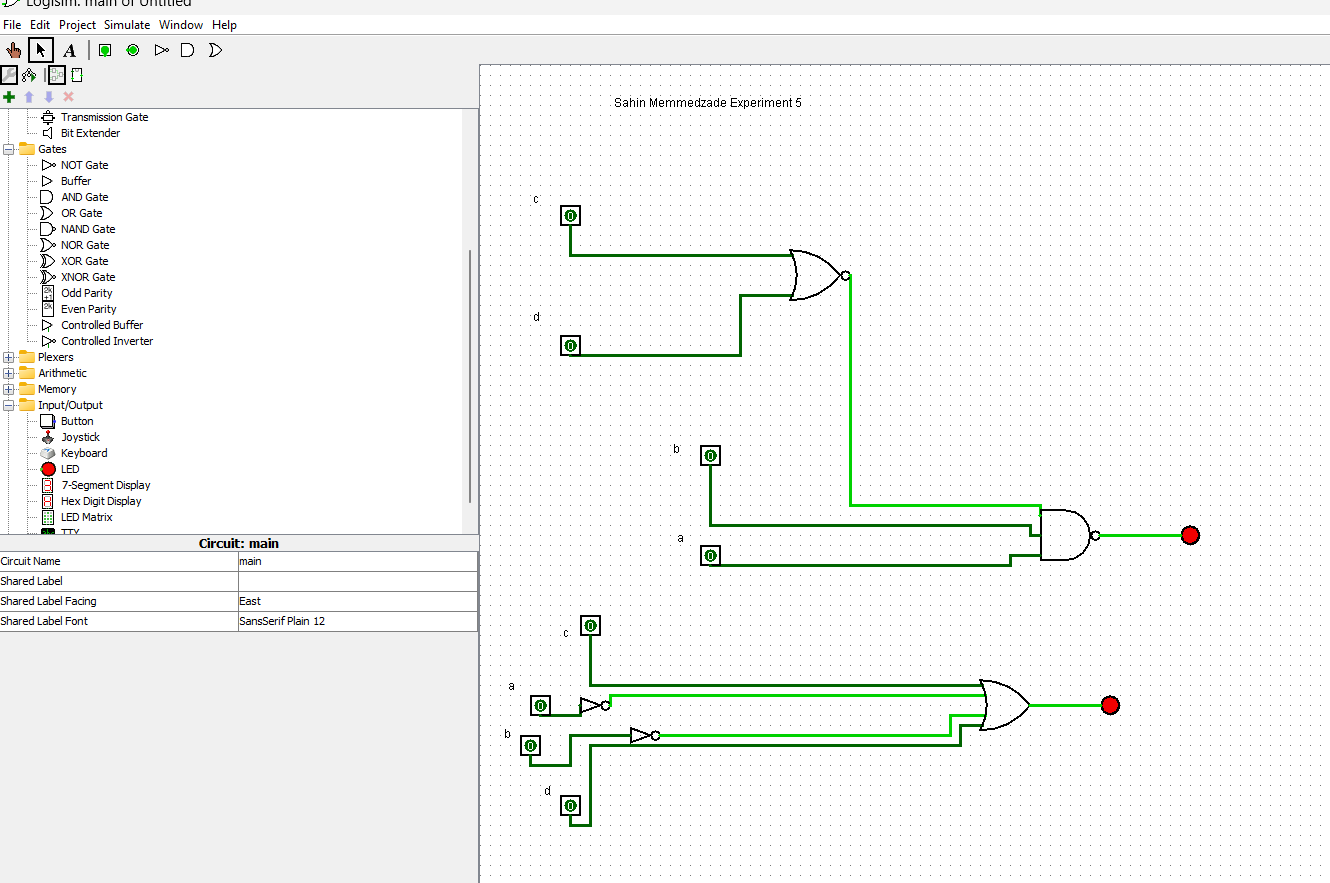 Logisim: main of Untitled
File Edit Project Simulate Window Help
A
Transmission Gate
Bit Extender
Gates
NOT Gate
Buffer
AND Gate
OR Gate
NAND Gate
NOR Gate
XOR Gate
XNOR Gate
Odd Parity
Even Parity
Controlled Buffer
Controlled Inverter
Plexers
Arithmetic
Memory
Input/Output
Button
Joystick
Keyboard
LED
7-Segment Display
Hex Digit Display
LED Matrix
TTY
Circuit: main
Circuit Name main
Shared Label
Shared Label Facing East
Shared Label Font SansSerif Plain 12
Sahin Memmedzade Experiment 5
c
0
d
0
b
0
a
0
c
0
a
0
b
0
d
0